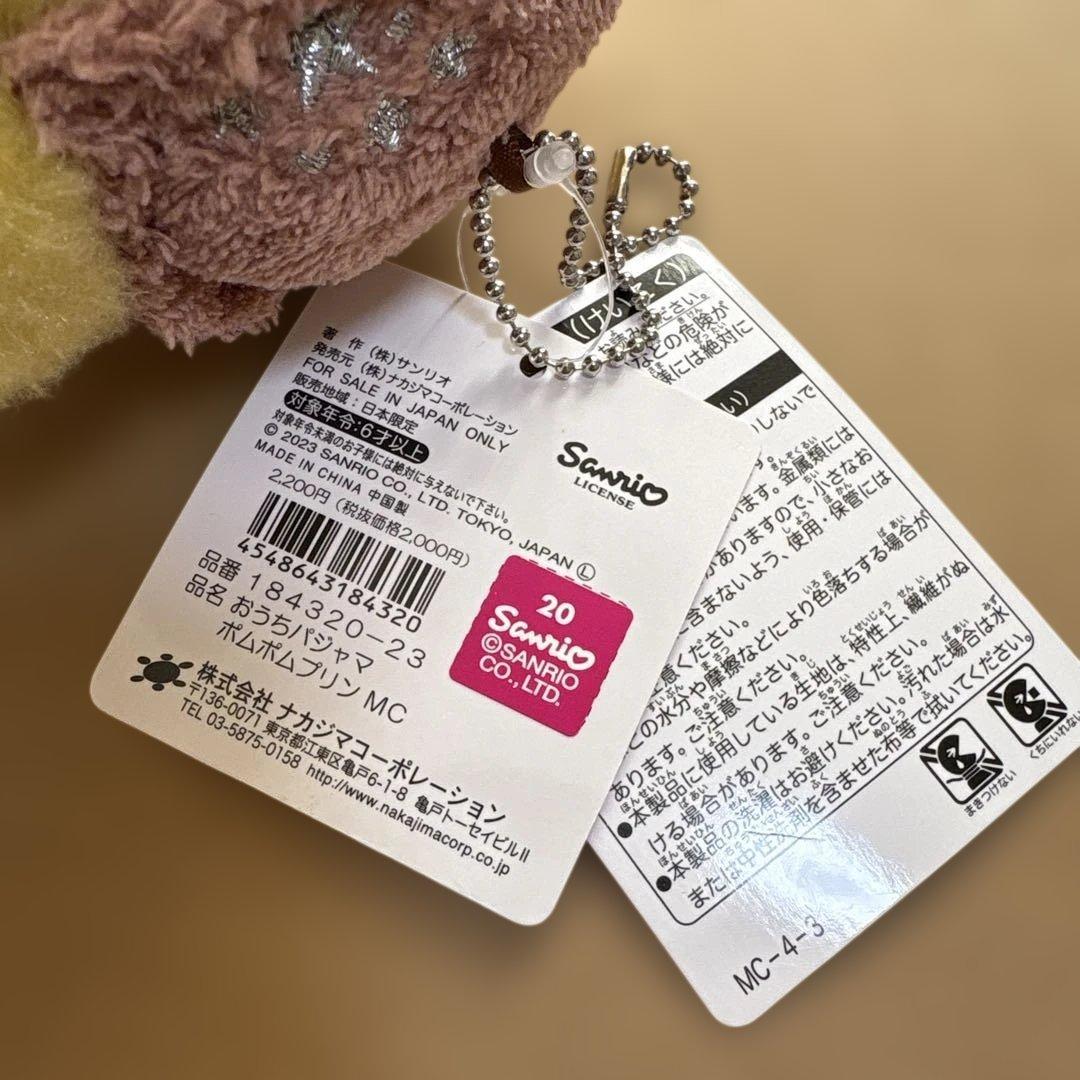 著 作 (株)サンリオ
発売元 (株)ナカジマコーポレーション
FOR SALE IN JAPAN ONLY
販売地域：日本限定
対象年令:6才以上
対象年令未満のお子様には絶対に与えないで下さい。
© 2023 SANRIO CO., LTD. TOKYO, JAPAN Ⓛ
MADE IN CHINA 中国製
2,200円 (税抜価格2,000円)
4548643184320
品番 184320-23
品名 おうちパジャマ
ポムポムプリン MC
株式会社 ナカジマコーポレーション
〒136-0071 東京都江東区亀戸6-1-8 亀戸トーセイビルII
TEL 03-5875-0158 http://www.nakajimacorp.co.jp
Sanrio
LICENSE
20
Sanrio
©SANRIO
CO., LTD.
(けいこく)
お読みください。
などの危険が
には絶対に
い)
しないで
ます。金属類には
がありますので、小さなお
含まないよう、使用・保管には
ください。
の水分や摩擦などにより色落ちする場合が
あります。ご注意ください。
●本製品に使用している生地は、特性上、繊維がぬ
ける場合があります。ご注意ください。
●本製品の洗濯はお避けください。汚れた場合は水
または中性洗剤を含ませた布等で拭いてください。
まきつけない
くちにいれない
MC-4-3